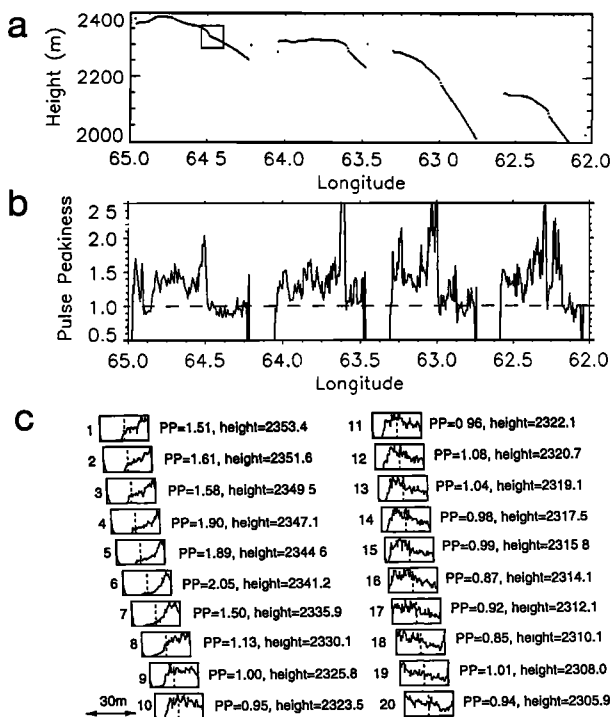 a
Height (m)
2400
2200
2000
65.0 64.5 64.0 63.5 63.0 62.5 62.0
Longitude
b
Pulse Peakiness
2 5
2.0
1.5
1.0
0.5
65.0 64.5 64.0 63.5 63.0 62.5 62.0
Longitude
c
1 PP=1.51, height=2353.4
2 PP=1.61, height=2351.6
3 PP=1.58, height=2349 5
4 PP=1.90, height=2347.1
5 PP=1.89, height=2344 6
6 PP=2.05, height=2341.2
7 PP=1.50, height=2335.9
8 PP=1.13, height=2330.1
9 PP=1.00, height=2325.8
10 PP=0.95, height=2323.5
30m
11 PP=0 96, height=2322.1
12 PP=1.08, height=2320.7
13 PP=1.04, height=2319.1
14 PP=0.98, height=2317.5
15 PP=0.99, height=2315 8
16 PP=0.87, height=2314.1
17 PP=0.92, height=2312.1
18 PP=0.85, height=2310.1
19 PP=1.01, height=2308.0
20 PP=0.94, height=2305.9